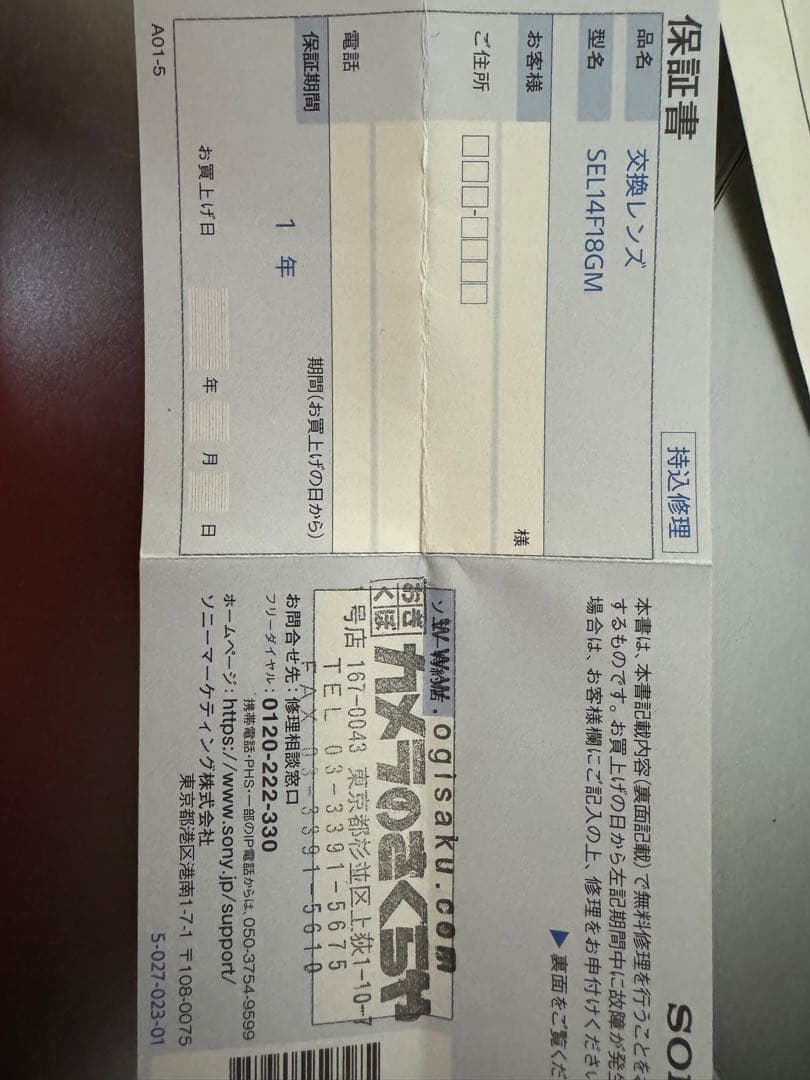 保証書
持込修理
品名 交換レンズ
型名 SEL14F18GM
お客様 様
ご住所
電話
保証期間 1 年 期間(お買上げの日から)
お買上げ日 年 月 日
A01-5
SO
本書は、本書記載内容(裏面記載)で無料修理を行うことを
するものです。お買上げの日から左記期間中に故障が発生
場合は、お客様欄にご記入の上、修理をお申付けください
▶裏面をご覧くだ
www.ogisaku.com
おぎくぼ カメラのさくらや
号店 167-0043 東京都杉並区上荻1-10-7
TEL 03-3391-5675
FAX 03-3391-5610
お問合せ先:修理相談窓口
フリーダイヤル:0120-222-330
携帯電話・PHS・一部のIP電話からは、050-3754-9599
ホームページ:https://www.sony.jp/support/
ソニーマーケティング株式会社
東京都港区港南1-7-1 〒108-0075
5-027-023-01